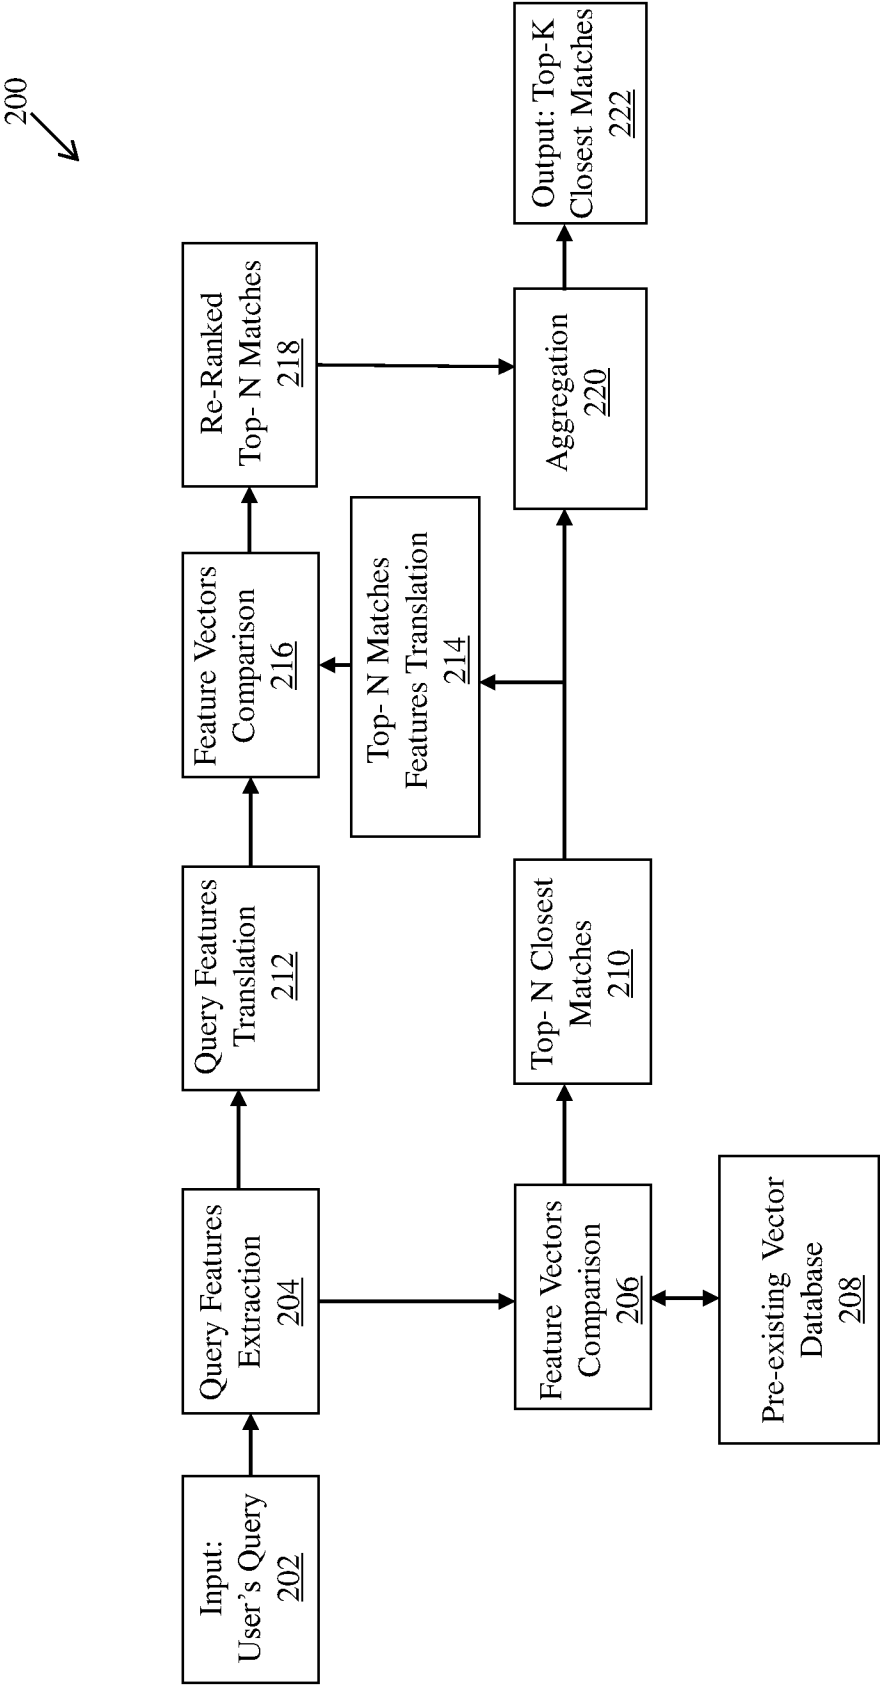 200
Input:
User's Query
202
Query Features
Extraction
204
Query Features
Translation
212
Feature Vectors
Comparison
216
Re-Ranked
Top- N Matches
218
Top- N Matches
Features Translation
214
Feature Vectors
Comparison
206
Top- N Closest
Matches
210
Aggregation
220
Output: Top-K
Closest Matches
222
Pre-existing Vector
Database
208